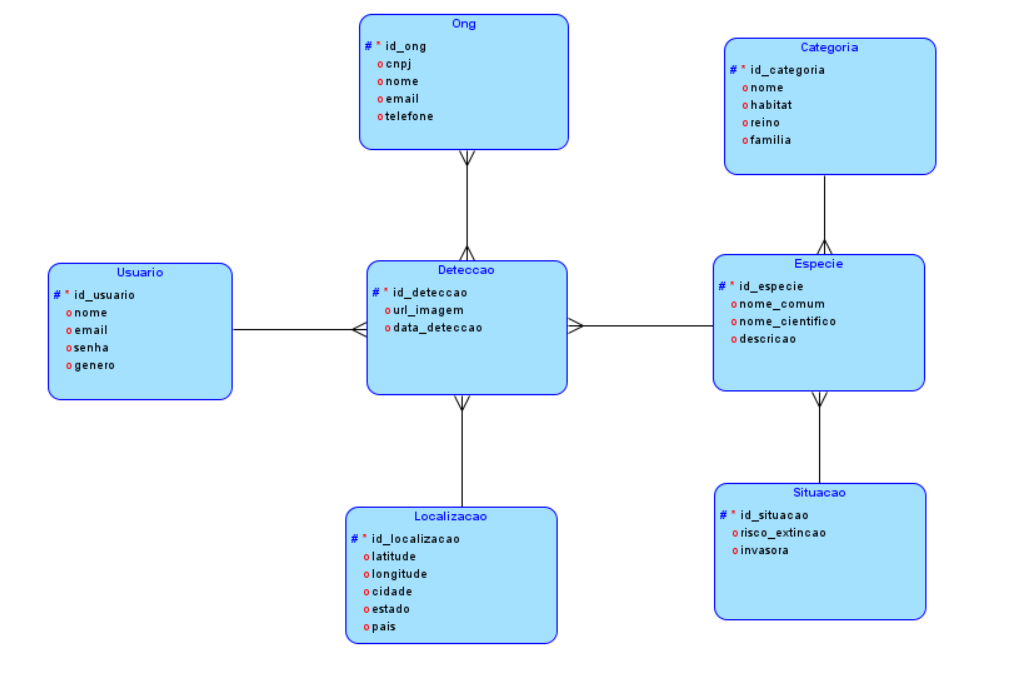 Ong
# * id_ong
o cnpj
o nome
o email
o telefone
Categoria
# * id_categoria
o nome
o habitat
o reino
o familia
Usuario
# * id_usuario
o nome
o email
o senha
o genero
Deteccao
# * id_deteccao
o url_imagem
o data_deteccao
Especie
# * id_especie
o nome_comum
o nome_cientifico
o descricao
Localizacao
# * id_localizacao
o latitude
o longitude
o cidade
o estado
o pais
Situacao
# * id_situacao
o risco_extincao
o invasora